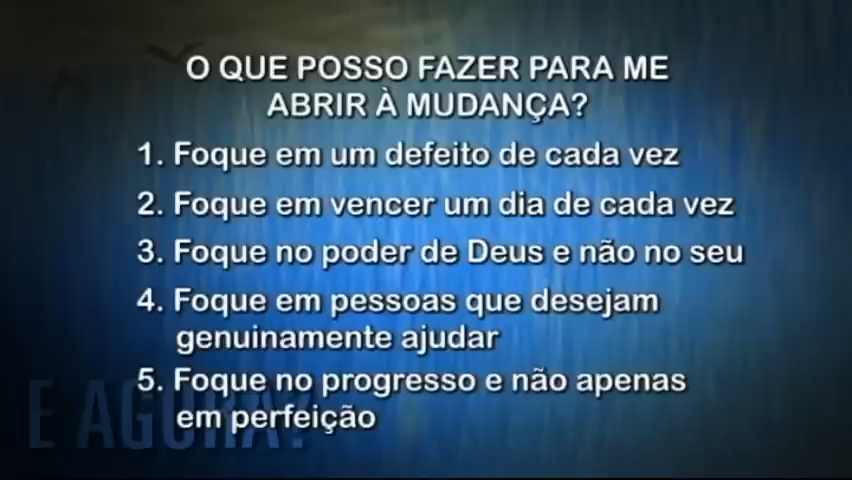 O QUE POSSO FAZER PARA ME
ABRIR À MUDANÇA?
1. Foque em um defeito de cada vez
2. Foque em vencer um dia de cada vez
3. Foque no poder de Deus e não no seu
4. Foque em pessoas que desejam
genuinamente ajudar
5. Foque no progresso e não apenas
em perfeição
E AGORA?